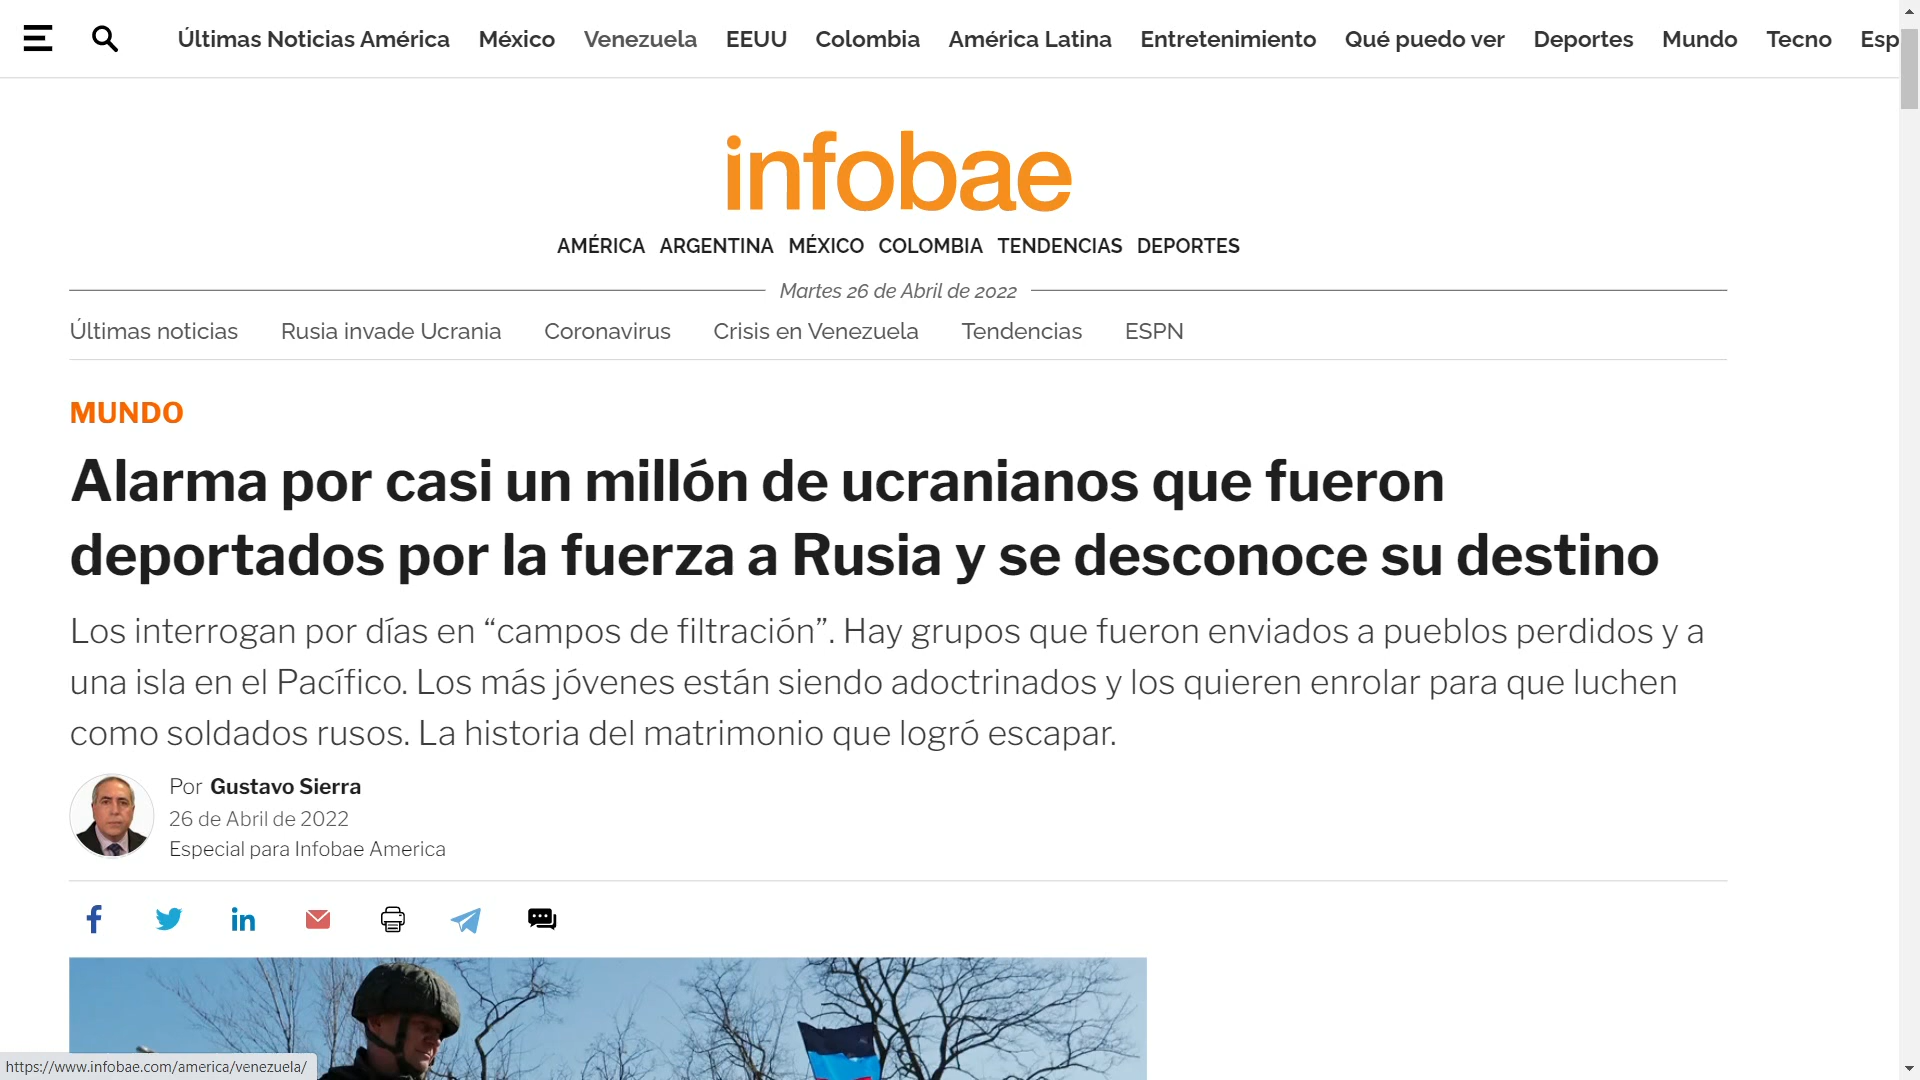 Últimas Noticias América México Venezuela EEUU Colombia América Latina Entretenimiento Qué puedo ver Deportes Mundo Tecno Esp
infobae
AMÉRICA ARGENTINA MÉXICO COLOMBIA TENDENCIAS DEPORTES
Martes 26 de Abril de 2022
Últimas noticias Rusia invade Ucrania Coronavirus Crisis en Venezuela Tendencias ESPN
MUNDO
Alarma por casi un millón de ucranianos que fueron
deportados por la fuerza a Rusia y se desconoce su destino
Los interrogan por días en “campos de filtración”. Hay grupos que fueron enviados a pueblos perdidos y a
una isla en el Pacífico. Los más jóvenes están siendo adoctrinados y los quieren enrolar para que luchen
como soldados rusos. La historia del matrimonio que logró escapar.
Por Gustavo Sierra
26 de Abril de 2022
Especial para Infobae America
https://www.infobae.com/america/venezuela/